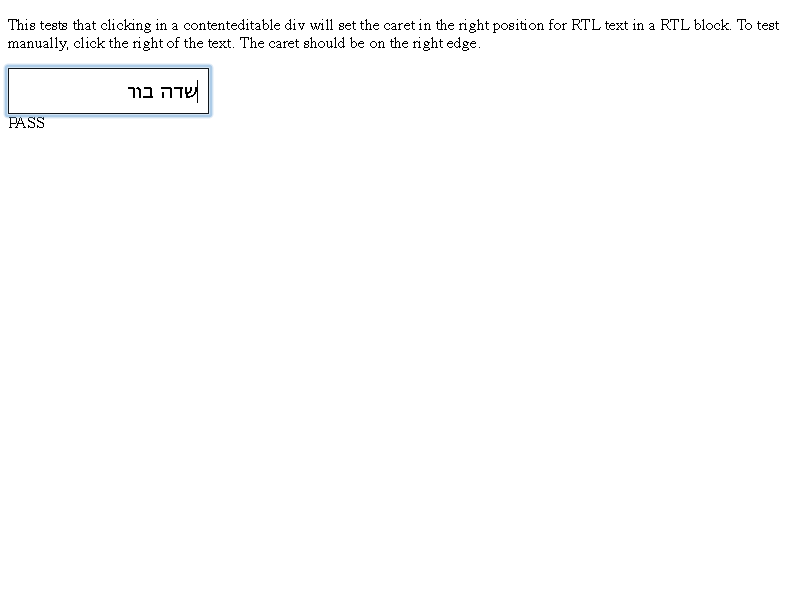 This tests that clicking in a contenteditable div will set the caret in the right position for RTL text in a RTL block. To test
manually, click the right of the text. The caret should be on the right edge.
שדה בור
PASS